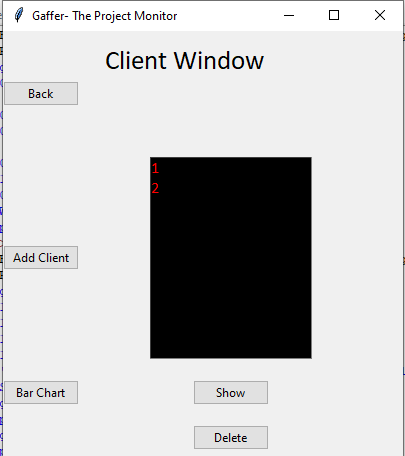 Gaffer- The Project Monitor
Client Window
Back
1
2
Add Client
Bar Chart
Show
Delete